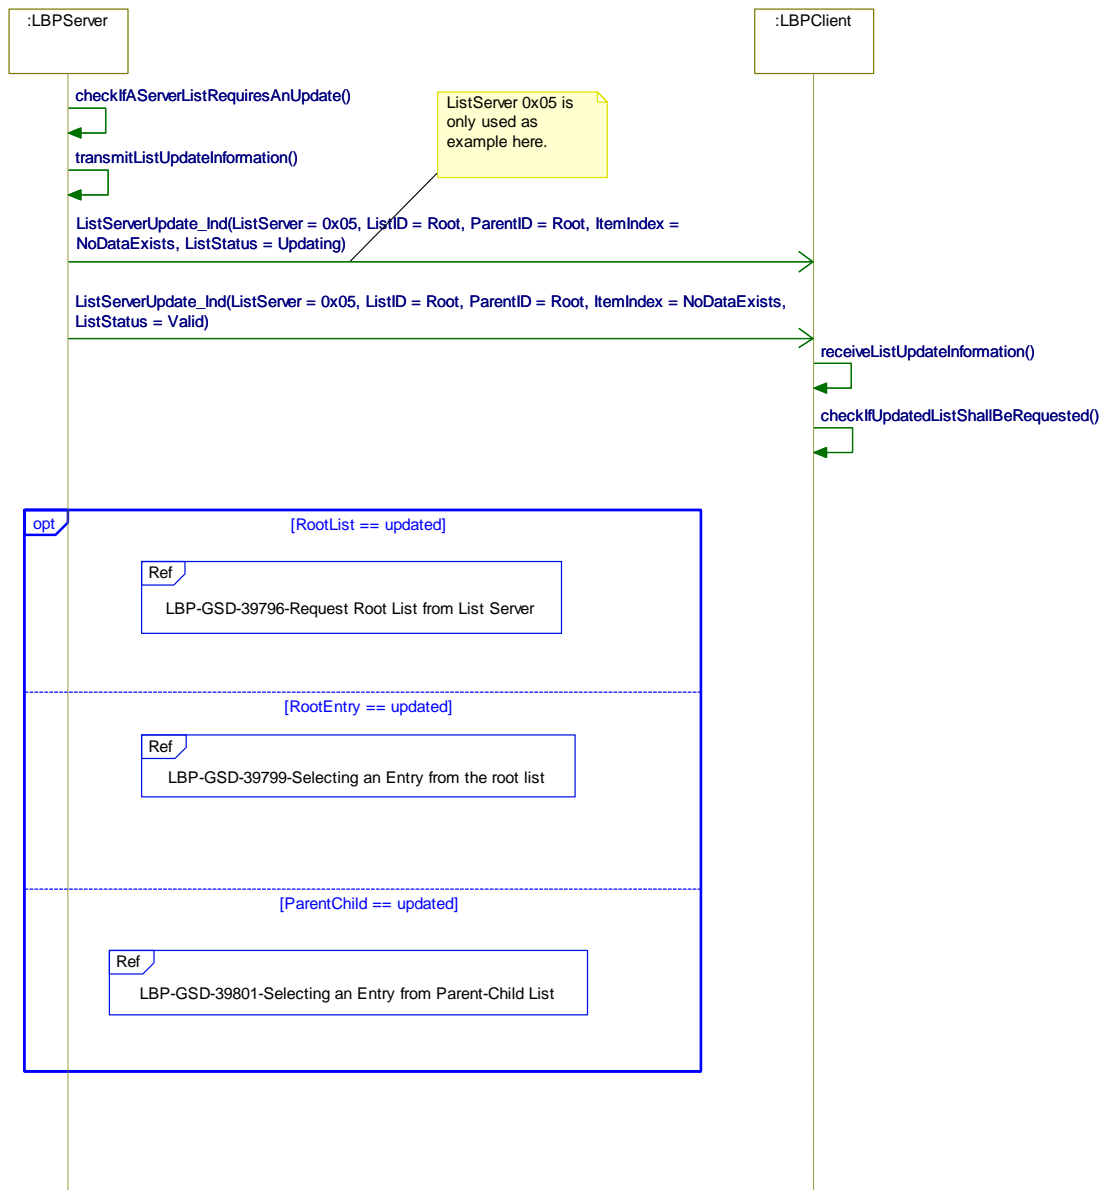 :LBPServer
:LBPClient
checkIfAServerListRequiresAnUpdate()
ListServer 0x05 is
only used as
example here.
transmitListUpdateInformation()
ListServerUpdate_Ind(ListServer = 0x05, ListID = Root, ParentID = Root, ItemIndex =
NoDataExists, ListStatus = Updating)
ListServerUpdate_Ind(ListServer = 0x05, ListID = Root, ParentID = Root, ItemIndex = NoDataExists,
ListStatus = Valid)
receiveListUpdateInformation()
checkIfUpdatedListShallBeRequested()
opt
[RootList == updated]
Ref
LBP-GSD-39796-Request Root List from List Server
[RootEntry == updated]
Ref
LBP-GSD-39799-Selecting an Entry from the root list
[ParentChild == updated]
Ref
LBP-GSD-39801-Selecting an Entry from Parent-Child List